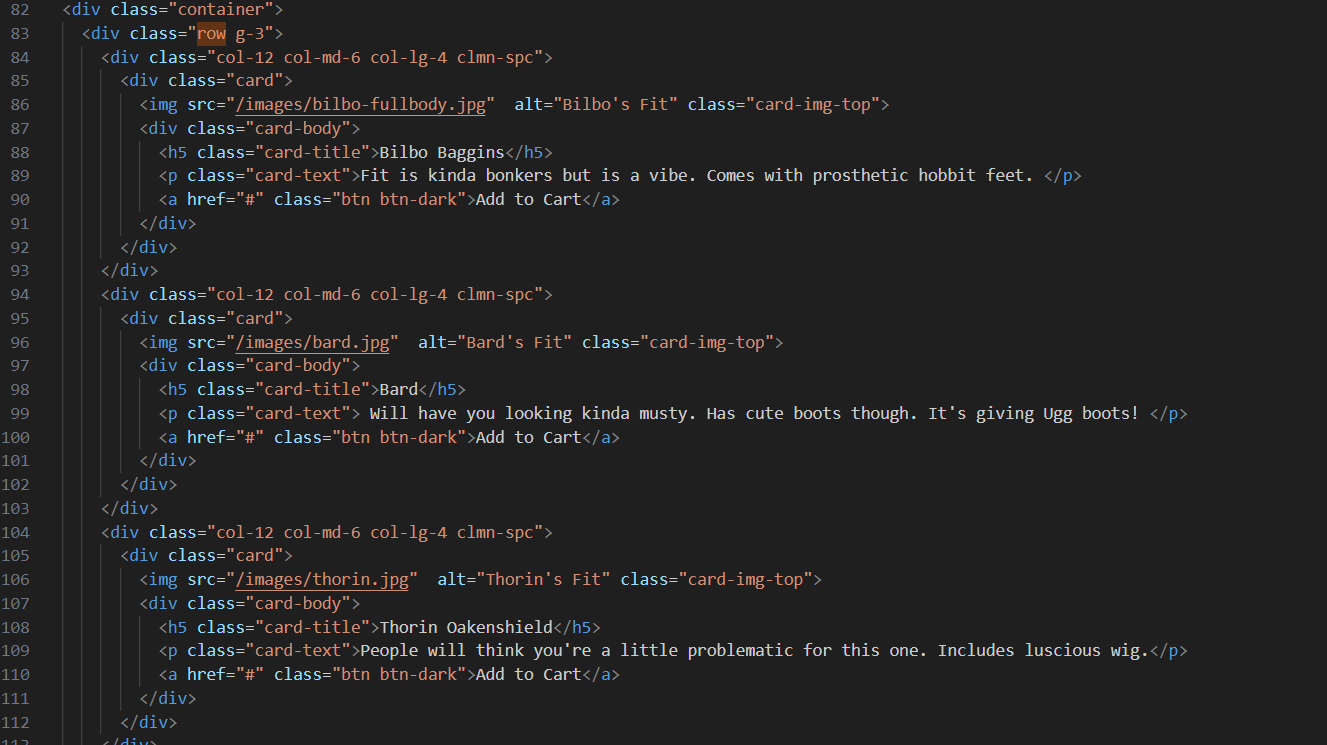 82 <div class="container">
83 <div class="row g-3">
84 <div class="col-12 col-md-6 col-lg-4 clmn-spc">
85 <div class="card">
86 <img src="/images/bilbo-fullbody.jpg"  alt="Bilbo's Fit" class="card-img-top">
87 <div class="card-body">
88 <h5 class="card-title">Bilbo Baggins</h5>
89 <p class="card-text">Fit is kinda bonkers but is a vibe. Comes with prosthetic hobbit feet. </p>
90 <a href="#" class="btn btn-dark">Add to Cart</a>
91 </div>
92 </div>
93 </div>
94 <div class="col-12 col-md-6 col-lg-4 clmn-spc">
95 <div class="card">
96 <img src="/images/bard.jpg"  alt="Bard's Fit" class="card-img-top">
97 <div class="card-body">
98 <h5 class="card-title">Bard</h5>
99 <p class="card-text"> Will have you looking kinda musty. Has cute boots though. It's giving Ugg boots! </p>
100 <a href="#" class="btn btn-dark">Add to Cart</a>
101 </div>
102 </div>
103 </div>
104 <div class="col-12 col-md-6 col-lg-4 clmn-spc">
105 <div class="card">
106 <img src="/images/thorin.jpg"  alt="Thorin's Fit" class="card-img-top">
107 <div class="card-body">
108 <h5 class="card-title">Thorin Oakenshield</h5>
109 <p class="card-text">People will think you're a little problematic for this one. Includes luscious wig.</p>
110 <a href="#" class="btn btn-dark">Add to Cart</a>
111 </div>
112 </div>
113 </div>